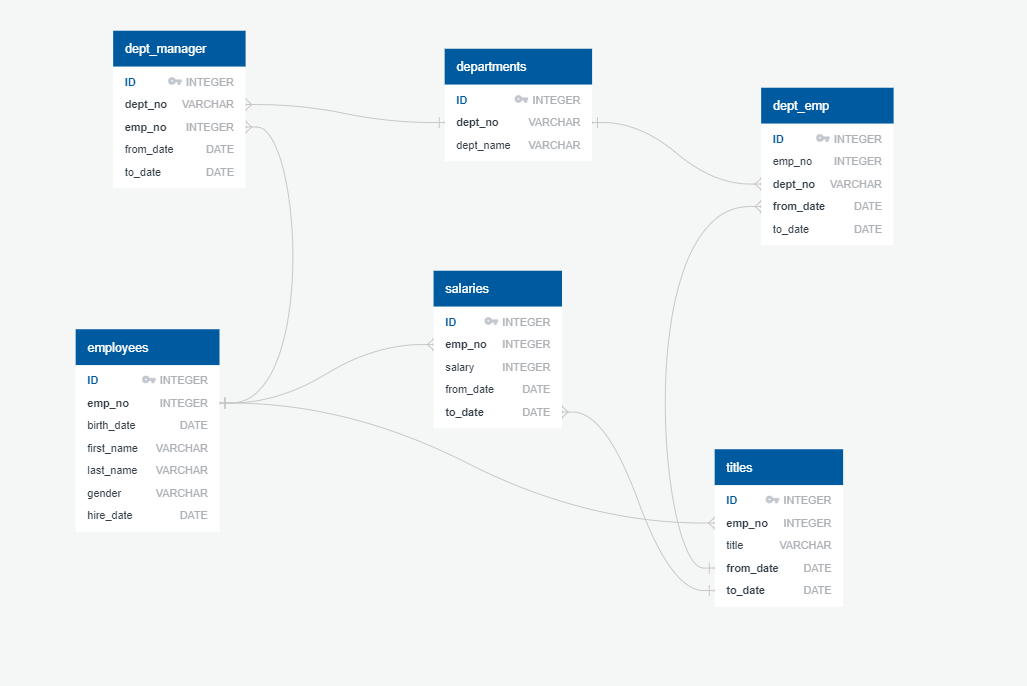 dept_manager
ID INTEGER
dept_no VARCHAR
emp_no INTEGER
from_date DATE
to_date DATE
departments
ID INTEGER
dept_no VARCHAR
dept_name VARCHAR
dept_emp
ID INTEGER
emp_no INTEGER
dept_no VARCHAR
from_date DATE
to_date DATE
salaries
ID INTEGER
emp_no INTEGER
salary INTEGER
from_date DATE
to_date DATE
employees
ID INTEGER
emp_no INTEGER
birth_date DATE
first_name VARCHAR
last_name VARCHAR
gender VARCHAR
hire_date DATE
titles
ID INTEGER
emp_no INTEGER
title VARCHAR
from_date DATE
to_date DATE